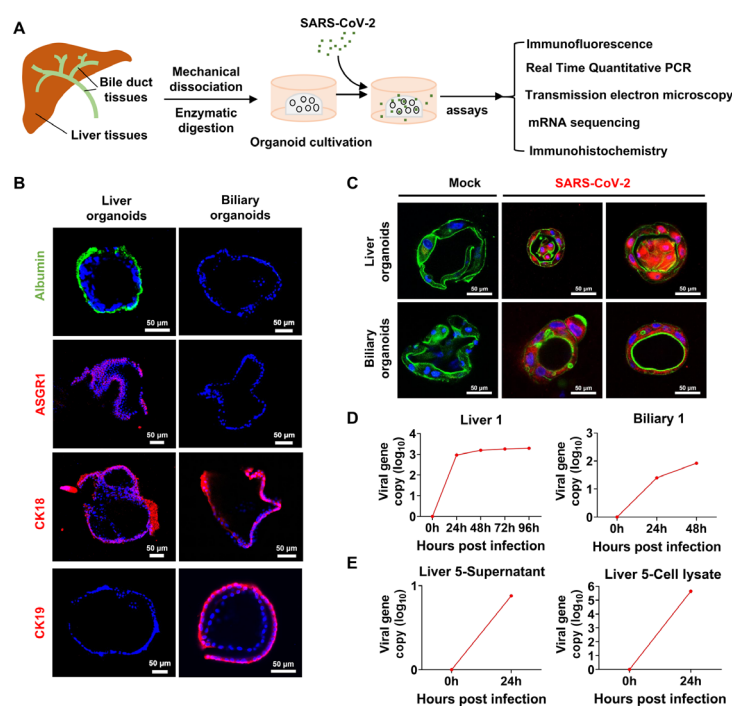 A
SARS-CoV-2
Bile duct
tissues
Liver tissues
Mechanical
dissociation
Enzymatic
digestion
Organoid cultivation
assays
Immunofluorescence
Real Time Quantitative PCR
Transmission electron microscopy
mRNA sequencing
Immunohistochemistry
B
Liver
organoids
Biliary
organoids
Albumin
50 µm
50 µm
ASGR1
50 µm
50 µm
CK18
50 µm
50 µm
CK19
50 µm
50 µm
C
Mock
SARS-CoV-2
Liver
organoids
50 µm
50 µm
50 µm
Biliary
organoids
50 µm
50 µm
50 µm
D
Liver 1
Viral gene
copy (log10)
4
3
2
1
0
0h 24h 48h 72h 96h
Hours post infection
Biliary 1
Viral gene
copy (log10)
3
2
1
0
0h 24h 48h
Hours post infection
E
Liver 5-Supernatant
Viral gene
copy (log10)
1
0
0h 24h
Hours post infection
Liver 5-Cell lysate
Viral gene
copy (log10)
6
5
4
3
2
1
0
0h 24h
Hours post infection